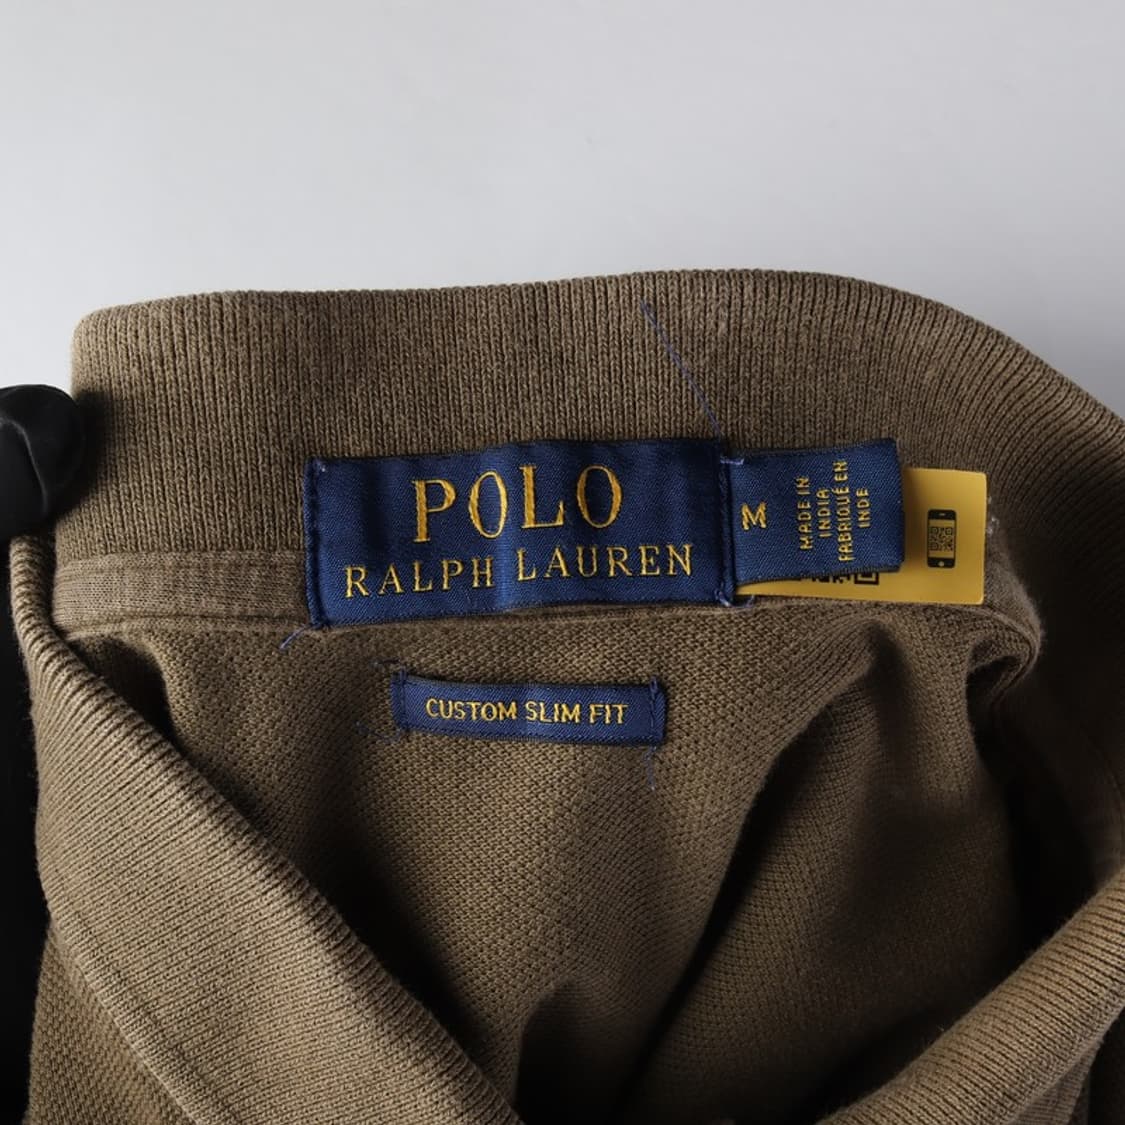 POLO
RALPH LAUREN
M
MADE IN
INDIA
FABRIQUÉ EN
INDE
CUSTOM SLIM FIT